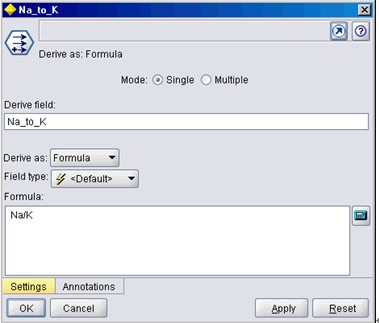 Na_to_K
Derive as: Formula
Mode: Single Multiple
Derive field:
Na_to_K
Derive as: Formula
Field type: <Default>
Formula:
Na/K
Settings Annotations
OK Cancel Apply Reset